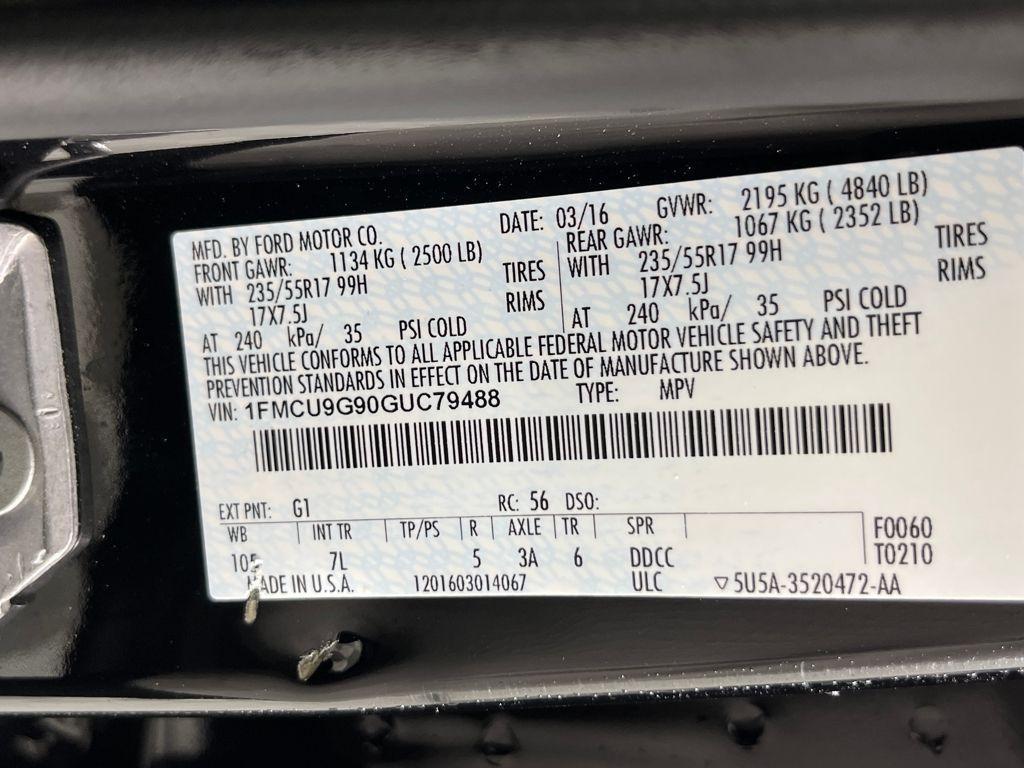 MFD. BY FORD MOTOR CO. DATE: 03/16 GVWR: 2195 KG ( 4840 LB)
FRONT GAWR: 1134 KG ( 2500 LB) REAR GAWR: 1067 KG ( 2352 LB)
WITH 235/55R17 99H TIRES WITH 235/55R17 99H TIRES
17X7.5J RIMS 17X7.5J RIMS
AT 240 kPa/ 35 PSI COLD AT 240 kPa/ 35 PSI COLD
THIS VEHICLE CONFORMS TO ALL APPLICABLE FEDERAL MOTOR VEHICLE SAFETY AND THEFT
PREVENTION STANDARDS IN EFFECT ON THE DATE OF MANUFACTURE SHOWN ABOVE.
VIN: 1FMCU9G90GUC79488 TYPE: MPV
EXT PNT: G1 RC: 56 DSO:
WB INT TR TP/PS R AXLE TR SPR F0060
105 7L 5 3A 6 DDCC T0210
MADE IN U.S.A. 1201603014067 ULC ▽5U5A-3520472-AA